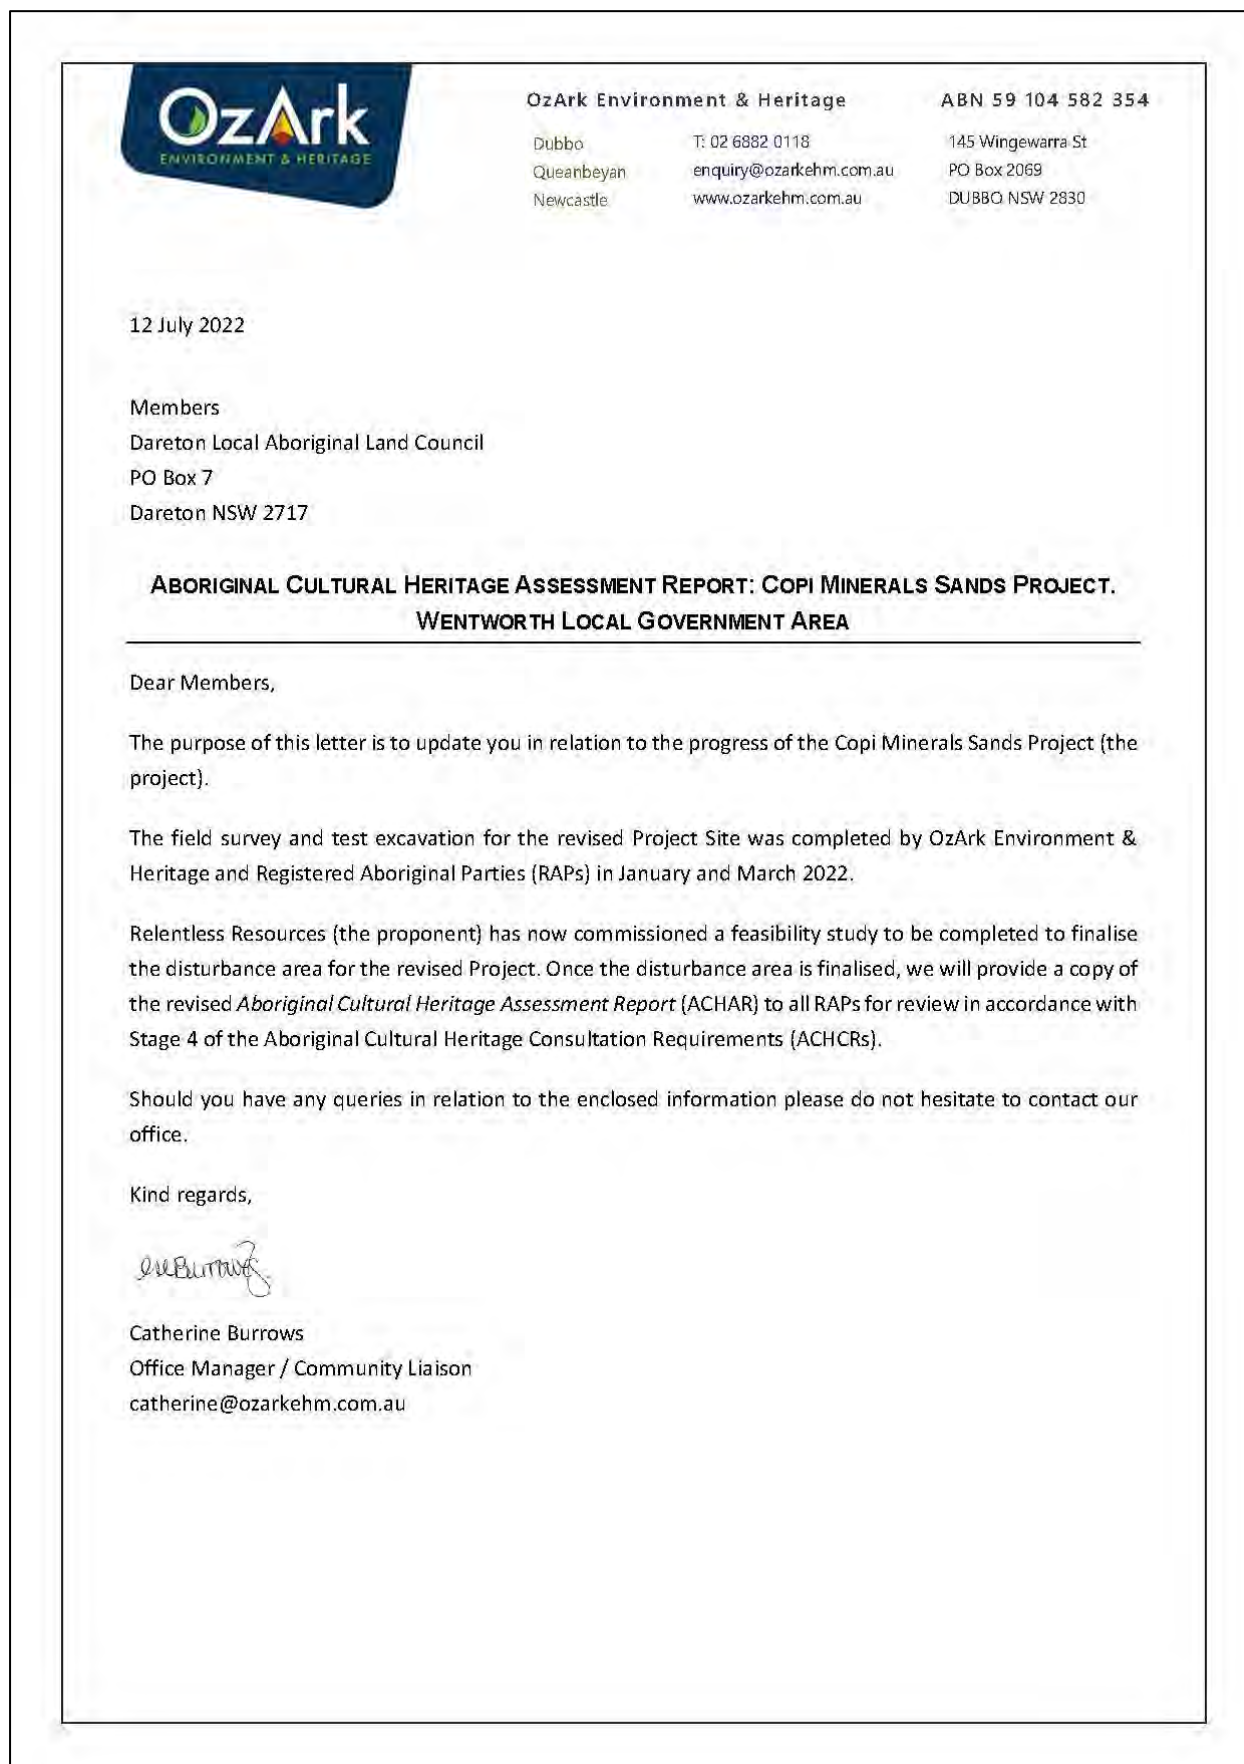 OzArk
ENVIRONMENT & HERITAGE
OzArk Environment & Heritage
ABN 59 104 582 354
Dubbo
T: 02 6882 0118
145 Wingewarra St
Queanbeyan
enquiry@ozarkehm.com.au
PO Box 2069
Newcastle
www.ozarkehm.com.au
DUBBO NSW 2830
12 July 2022
Members
Dareton Local Aboriginal Land Council
PO Box 7
Dareton NSW 2717
ABORIGINAL CULTURAL HERITAGE ASSESSMENT REPORT: COPI MINERALS SANDS PROJECT.
WENTWORTH LOCAL GOVERNMENT AREA
Dear Members,
The purpose of this letter is to update you in relation to the progress of the Copi Minerals Sands Project (the
project).
The field survey and test excavation for the revised Project Site was completed by OzArk Environment &
Heritage and Registered Aboriginal Parties (RAPs) in January and March 2022.
Relentless Resources (the proponent) has now commissioned a feasibility study to be completed to finalise
the disturbance area for the revised Project. Once the disturbance area is finalised, we will provide a copy of
the revised Aboriginal Cultural Heritage Assessment Report (ACHAR) to all RAPs for review in accordance with
Stage 4 of the Aboriginal Cultural Heritage Consultation Requirements (ACHCRs).
Should you have any queries in relation to the enclosed information please do not hesitate to contact our
office.
Kind regards,
Catherine Burrows
Office Manager / Community Liaison
catherine@ozarkehm.com.au